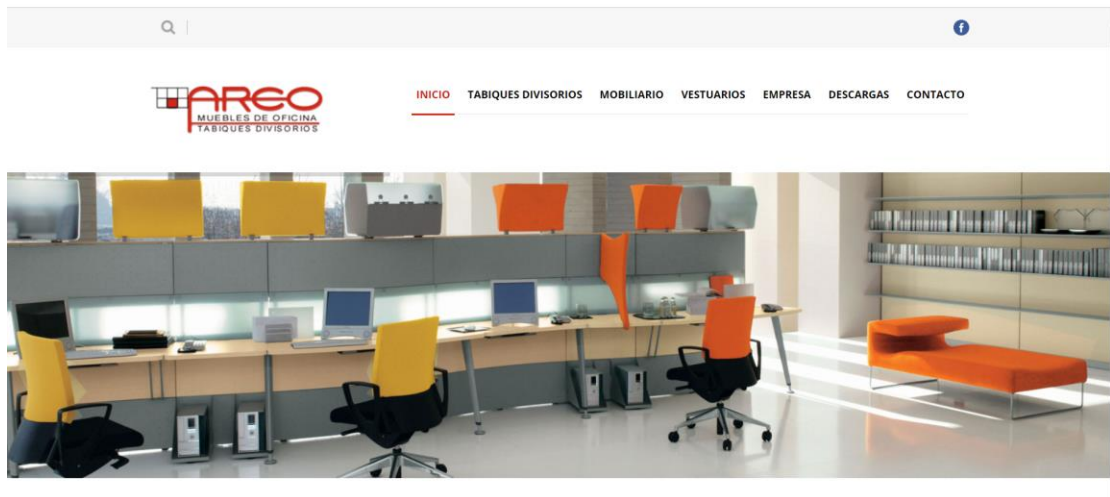 AREO
MUEBLES DE OFICINA
TABIQUES DIVISORIOS
INICIO TABIQUES DIVISORIOS MOBILIARIO VESTUARIOS EMPRESA DESCARGAS CONTACTO